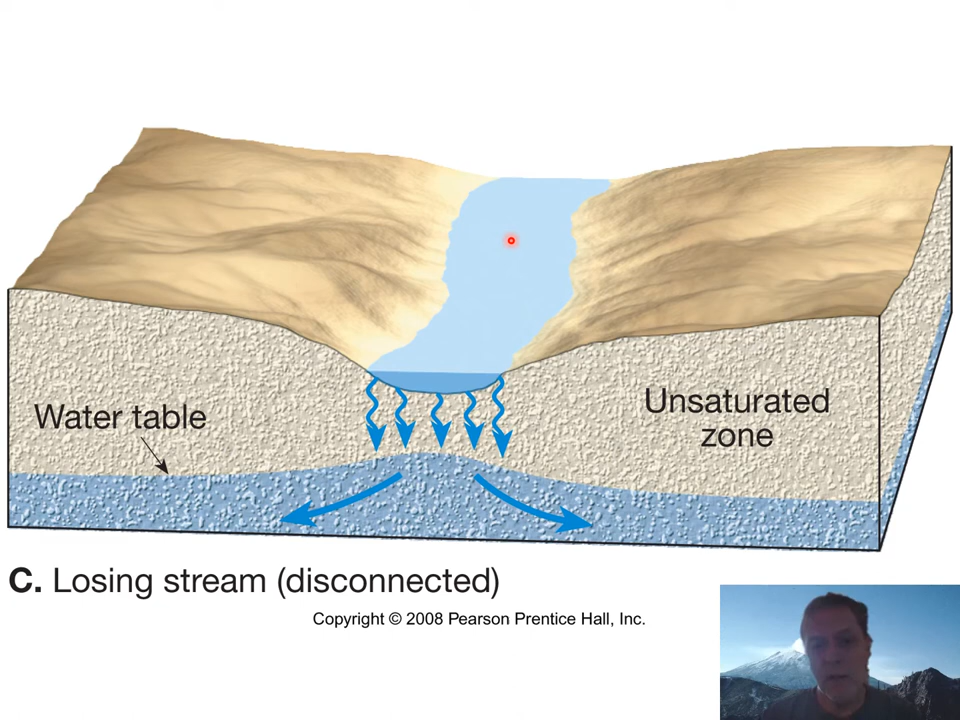 Water table
Unsaturated
zone
C. Losing stream (disconnected)
Copyright © 2008 Pearson Prentice Hall, Inc.